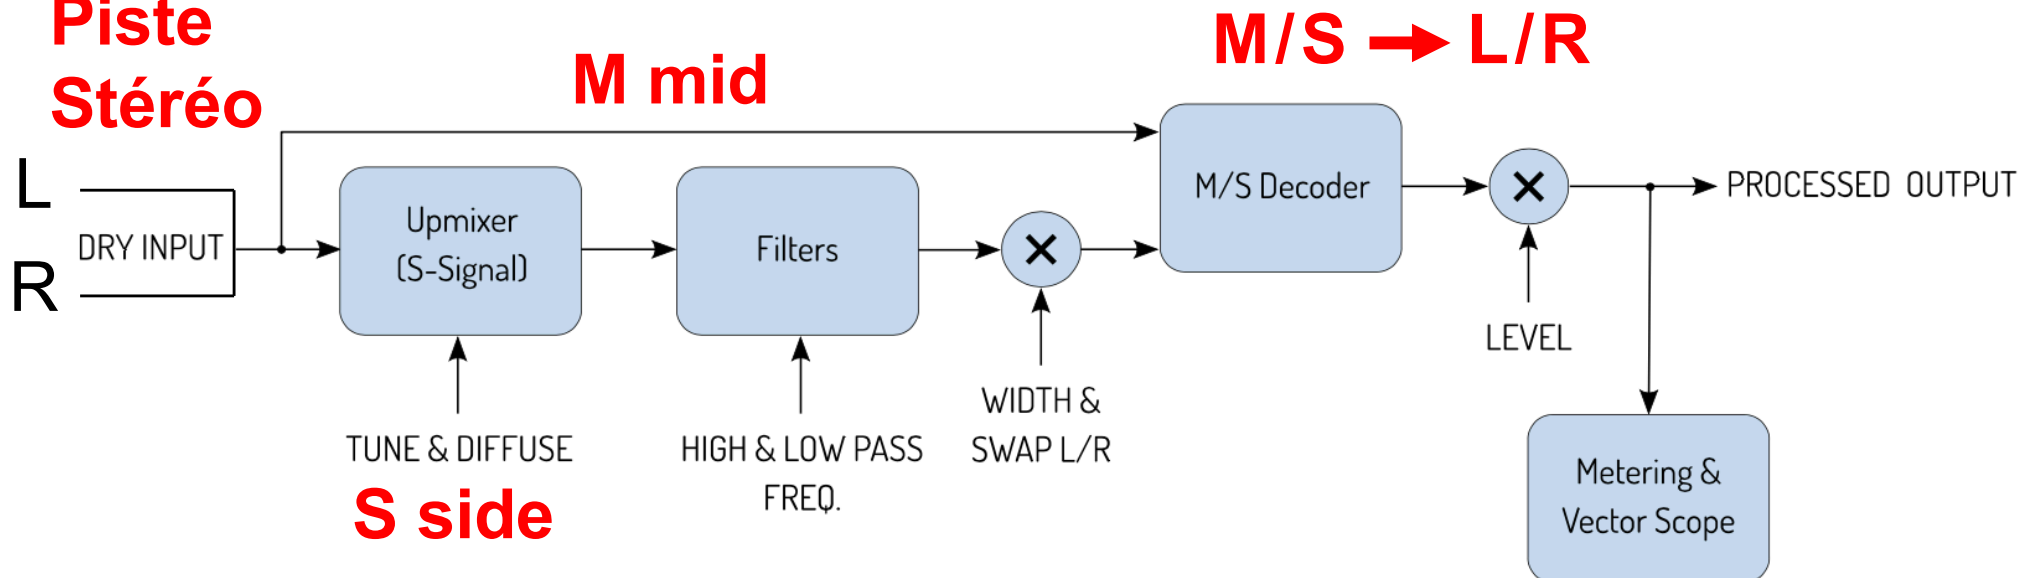 Piste
Stéréo
M mid
M/S → L/R
L
DRY INPUT
R
Upmixer
(S-Signal)
Filters
×
M/S Decoder
×
PROCESSED OUTPUT
TUNE & DIFFUSE
S side
HIGH & LOW PASS
FREQ.
WIDTH &
SWAP L/R
LEVEL
Metering &
Vector Scope